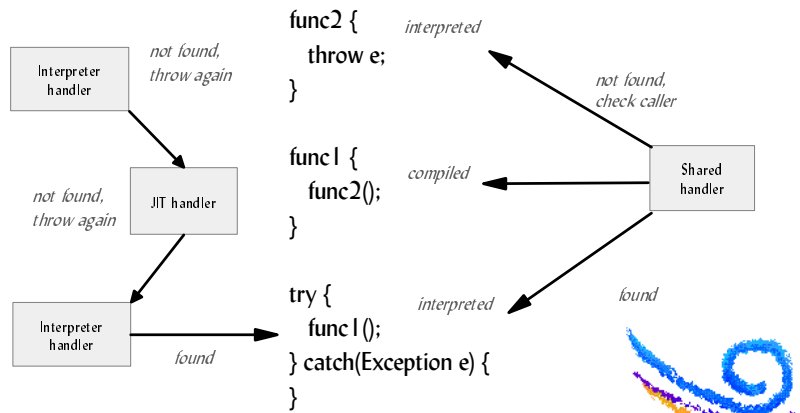 Interpreter
handler
not found,
throw again
JIT handler
not found,
throw again
Interpreter
handler
found
func2 {
throw e;
}
interpreted
func1 {
func2();
}
compiled
try {
func1();
} catch(Exception e) {
}
interpreted
not found,
check caller
Shared
handler
found